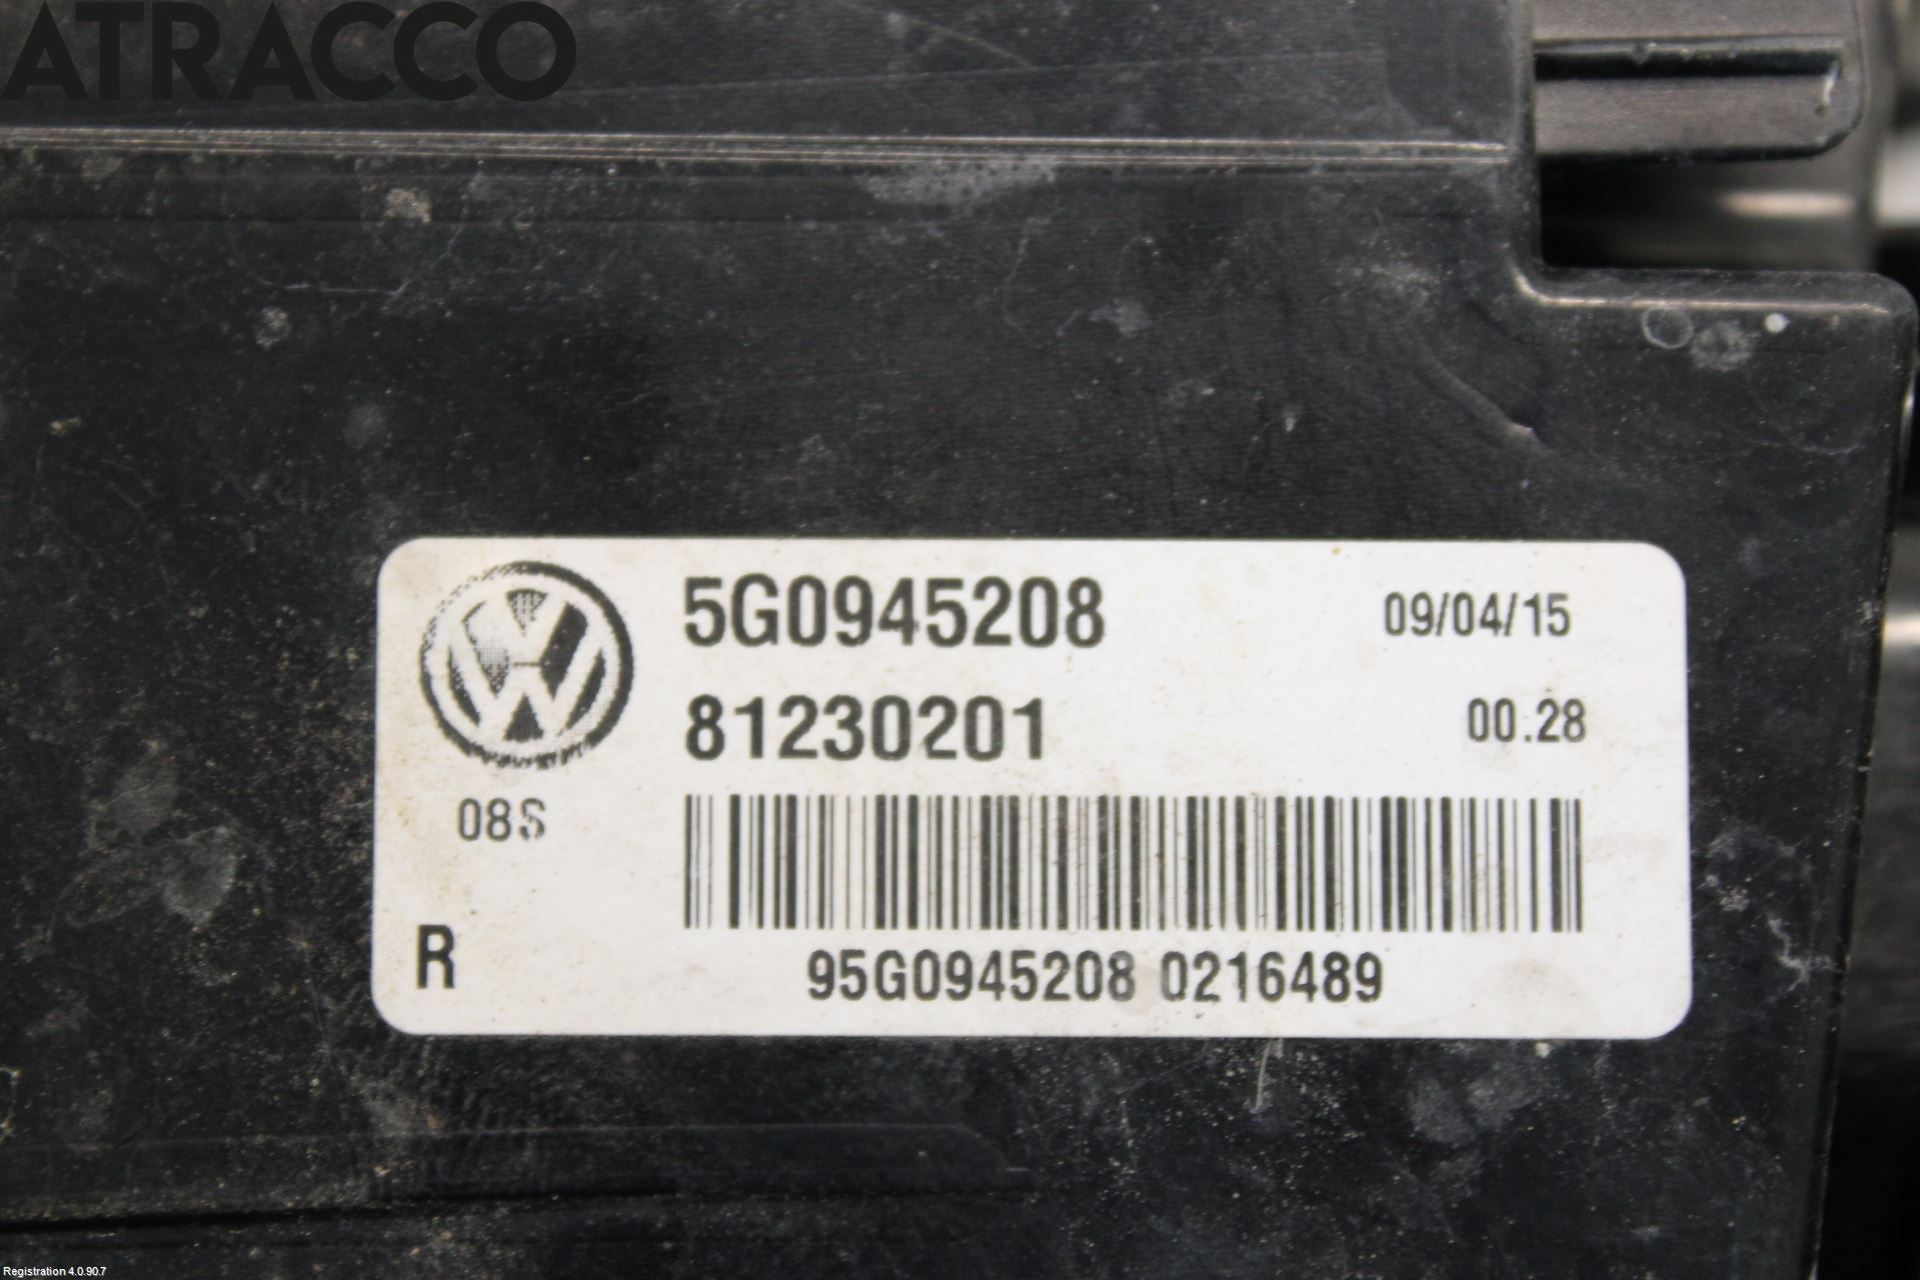 ATRACCO
5G0945208
09/04/15
81230201
00:28
08S
R
95G0945208 0216489
Registration 4.0.90.7